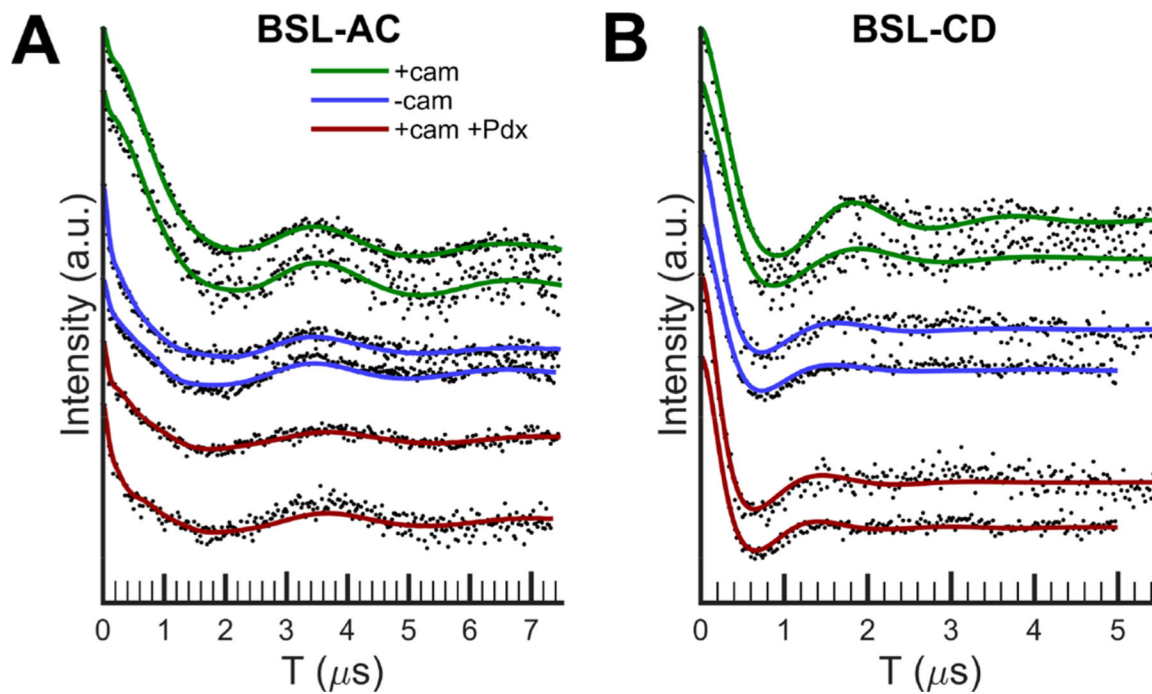 A
BSL-AC
+cam
-cam
+cam +Pdx
Intensity (a.u.)
0 1 2 3 4 5 6 7
T (μs)
B
BSL-CD
Intensity (a.u.)
0 1 2 3 4 5
T (μs)